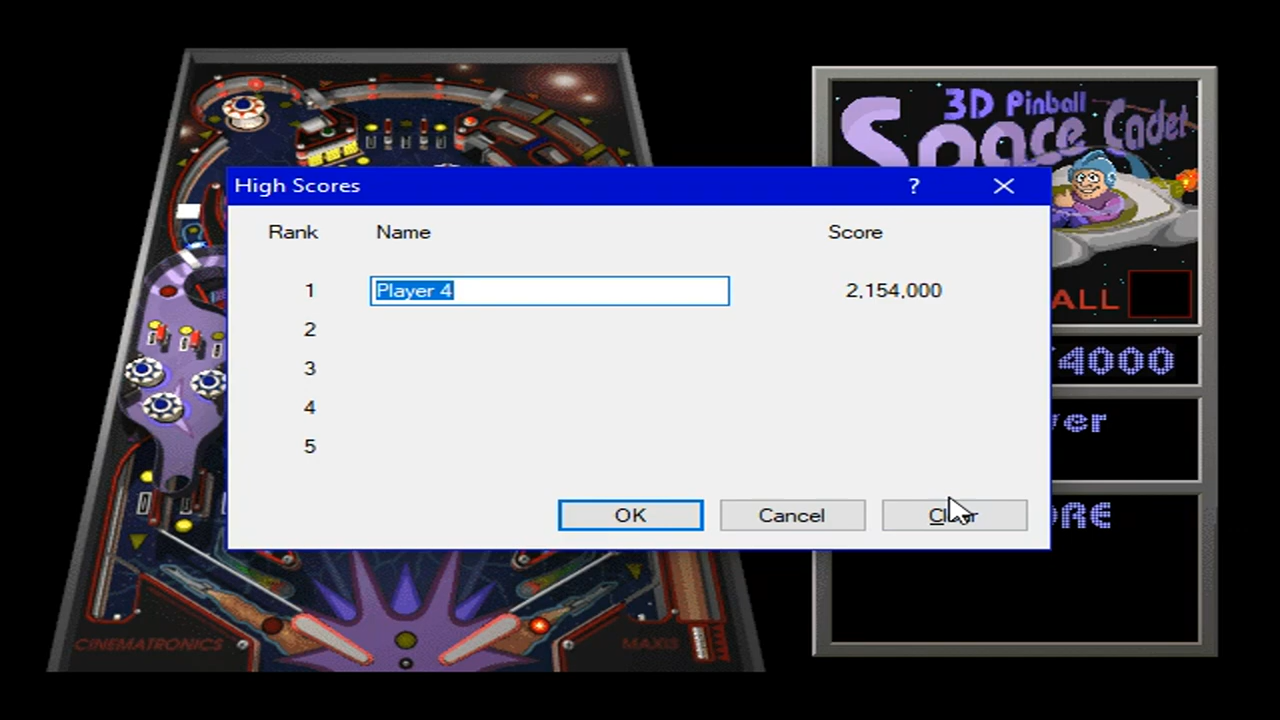 3D Pinball
Space Cadet
High Scores
?
Rank Name Score
1 Player 4 2,154,000
2
3
4
5
OK Cancel Clear
ALL
4000
CINEMATRONICS
MAXIS